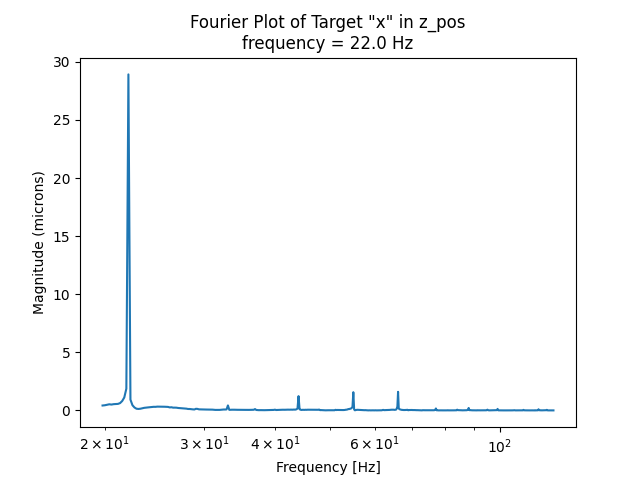 Fourier Plot of Target "x" in z_pos
frequency = 22.0 Hz
30
25
20
15
10
5
0
Magnitude (microns)
2 × 10¹ 3 × 10¹ 4 × 10¹ 6 × 10¹ 10²
Frequency [Hz]